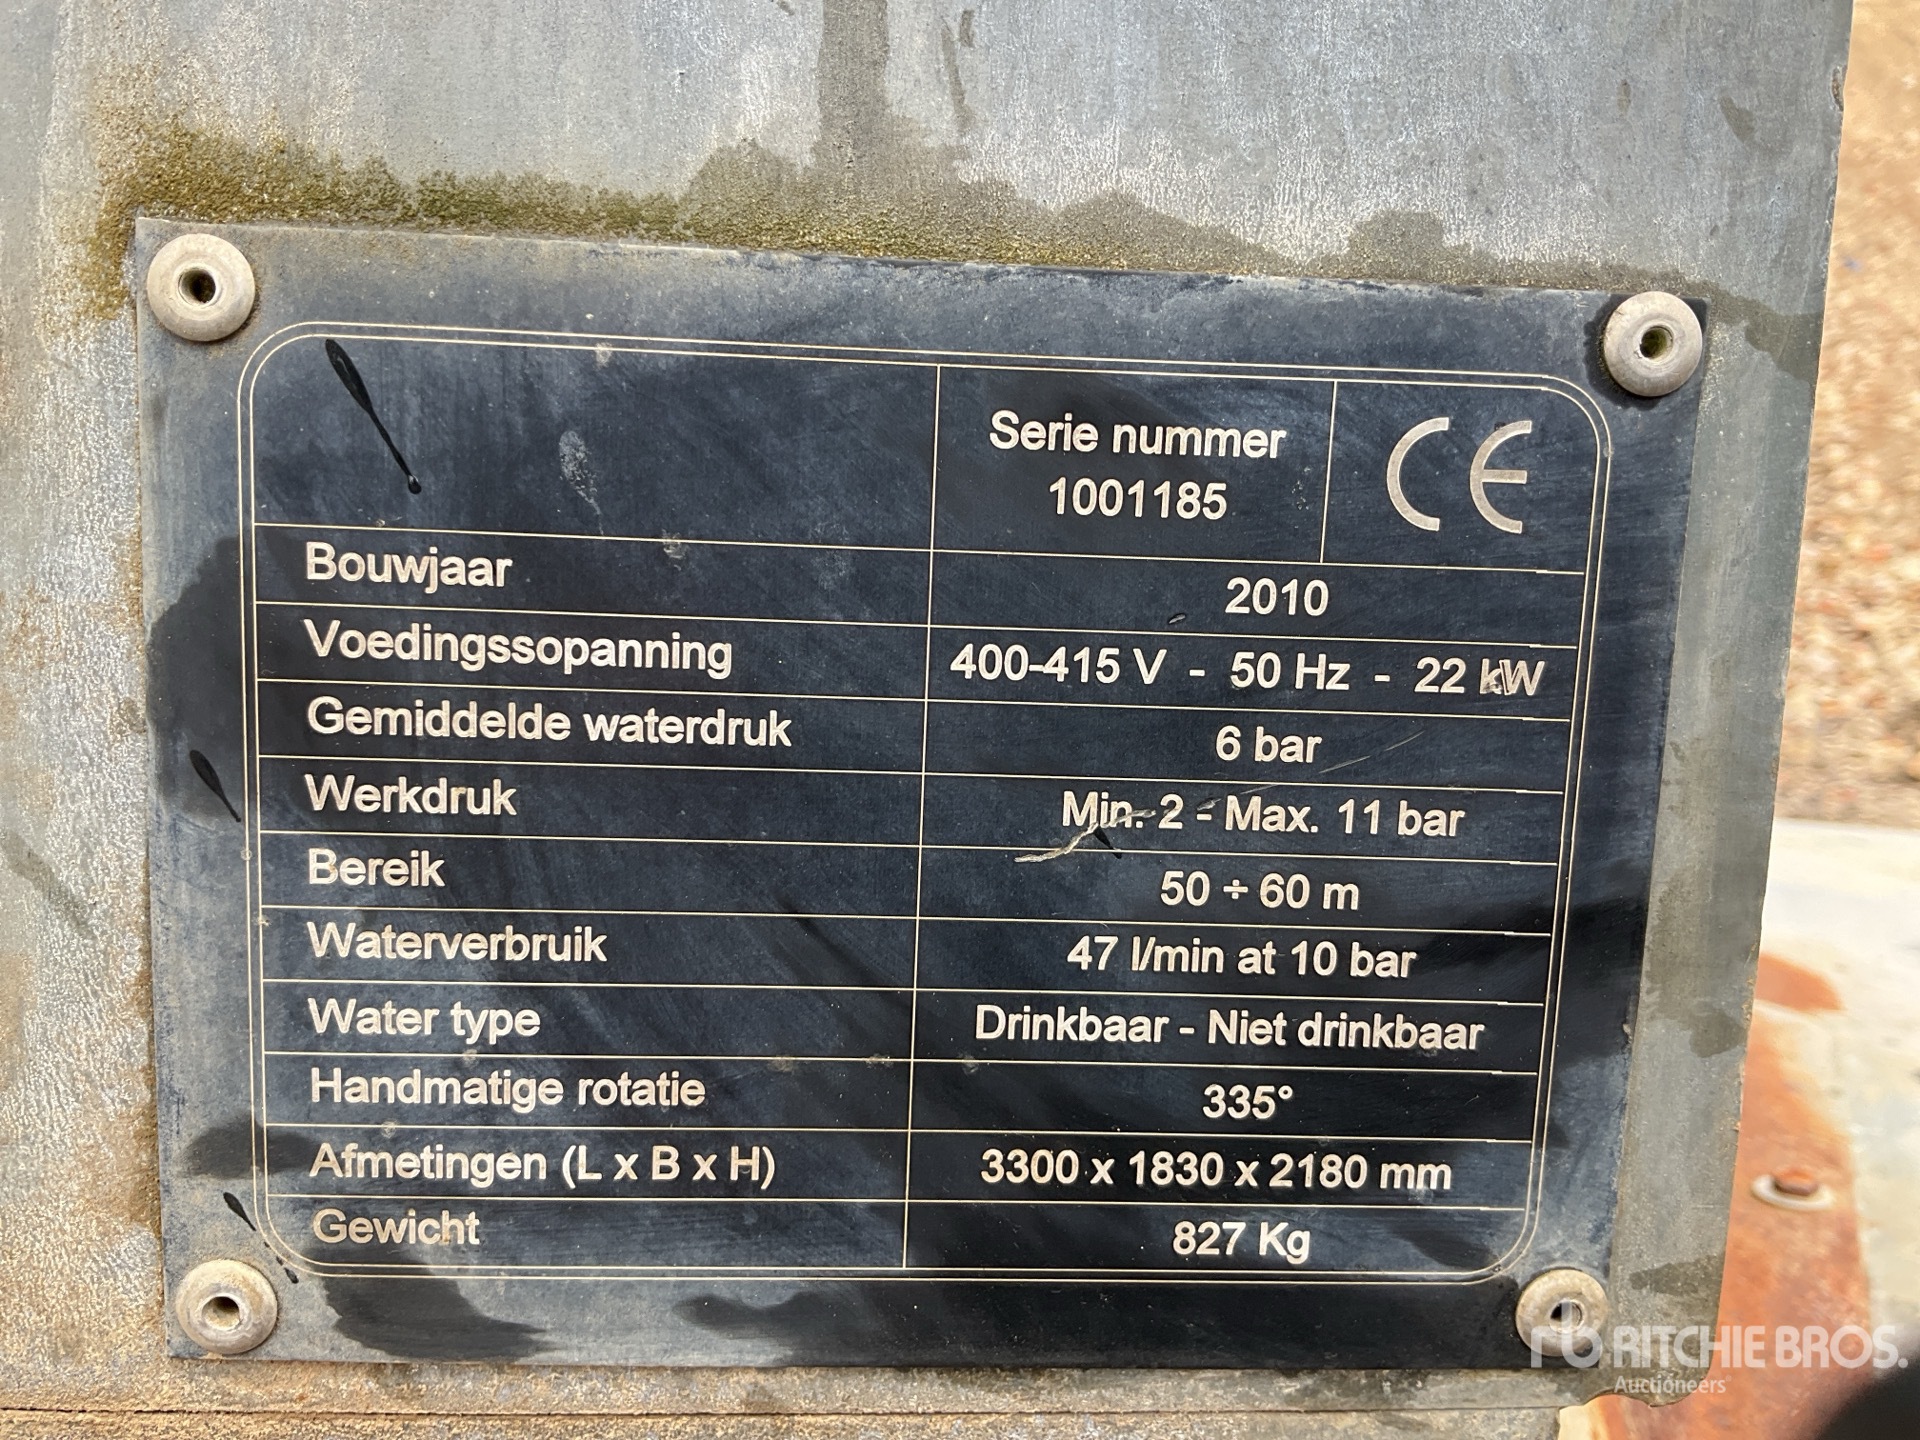 Serie nummer
1001185
CE
Bouwjaar 2010
Voedingssopanning 400-415 V - 50 Hz - 22 kW
Gemiddelde waterdruk 6 bar
Werkdruk Min. 2 - Max. 11 bar
Bereik 50 ÷ 60 m
Waterverbruik 47 l/min at 10 bar
Water type Drinkbaar - Niet drinkbaar
Handmatige rotatie 335°
Afmetingen (L x B x H) 3300 x 1830 x 2180 mm
Gewicht 827 Kg
rb RITCHIE BROS.
Auctioneers